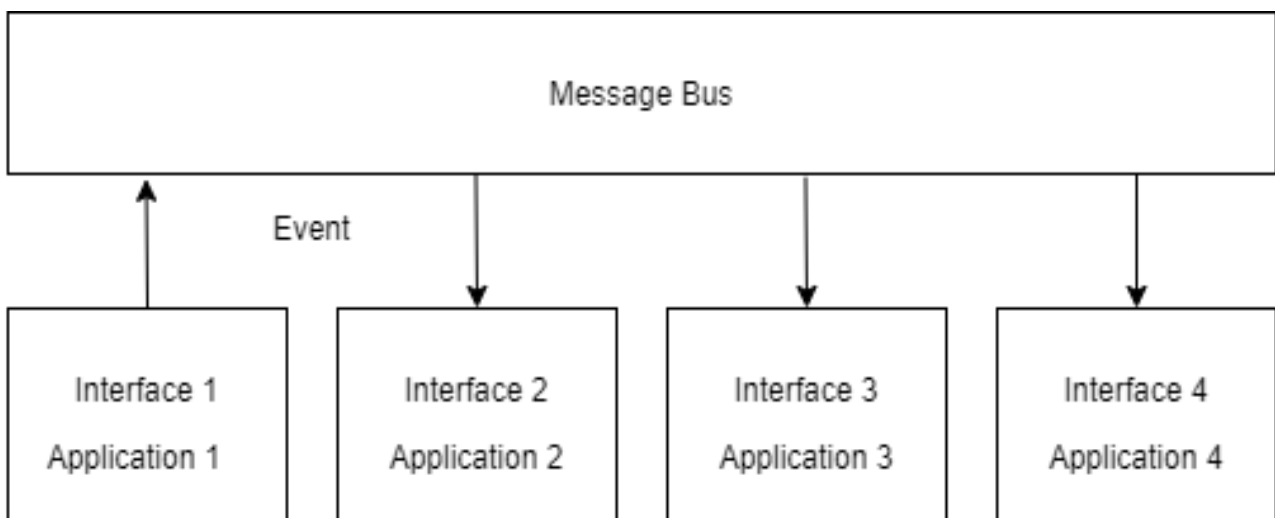 Message Bus
Event
Interface 1
Application 1
Interface 2
Application 2
Interface 3
Application 3
Interface 4
Application 4